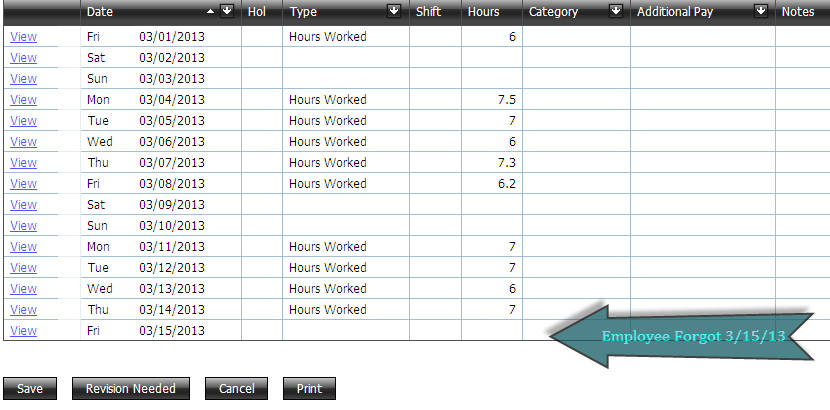 Date Hol Type Shift Hours Category Additional Pay Notes
View Fri 03/01/2013 Hours Worked 6
View Sat 03/02/2013
View Sun 03/03/2013
View Mon 03/04/2013 Hours Worked 7.5
View Tue 03/05/2013 Hours Worked 7
View Wed 03/06/2013 Hours Worked 6
View Thu 03/07/2013 Hours Worked 7.3
View Fri 03/08/2013 Hours Worked 6.2
View Sat 03/09/2013
View Sun 03/10/2013
View Mon 03/11/2013 Hours Worked 7
View Tue 03/12/2013 Hours Worked 7
View Wed 03/13/2013 Hours Worked 6
View Thu 03/14/2013 Hours Worked 7
View Fri 03/15/2013
Employee Forgot 3/15/13
Save Revision Needed Cancel Print